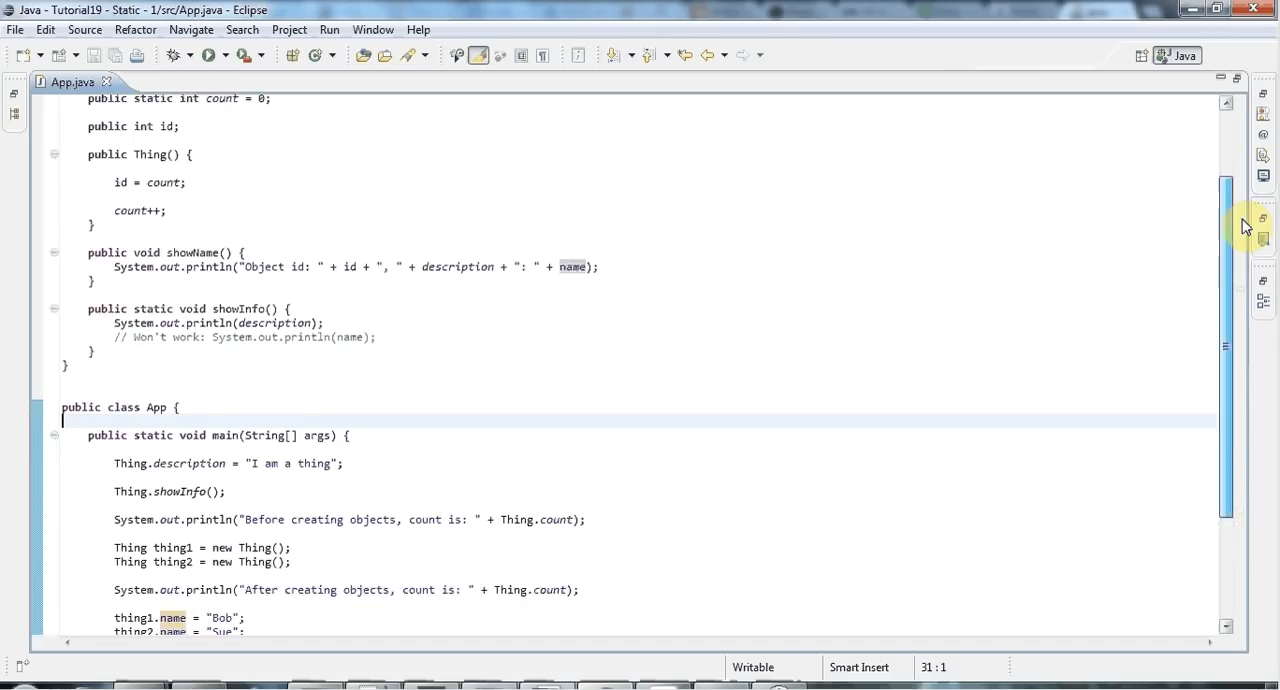 Java - Tutorial19 - Static - 1/src/App.java - Eclipse
File Edit Source Refactor Navigate Search Project Run Window Help
Java
App.java
public static int count = 0;
public int id;
public Thing() {
id = count;
count++;
}
public void showName() {
System.out.println("Object id: " + id + ", " + description + ": " + name);
}
public static void showInfo() {
System.out.println(description);
// Won't work: System.out.println(name);
}
}
public class App {
public static void main(String[] args) {
Thing.description = "I am a thing";
Thing.showInfo();
System.out.println("Before creating objects, count is: " + Thing.count);
Thing thing1 = new Thing();
Thing thing2 = new Thing();
System.out.println("After creating objects, count is: " + Thing.count);
thing1.name = "Bob";
thing2.name = "Sue";
Writable Smart Insert 31 : 1